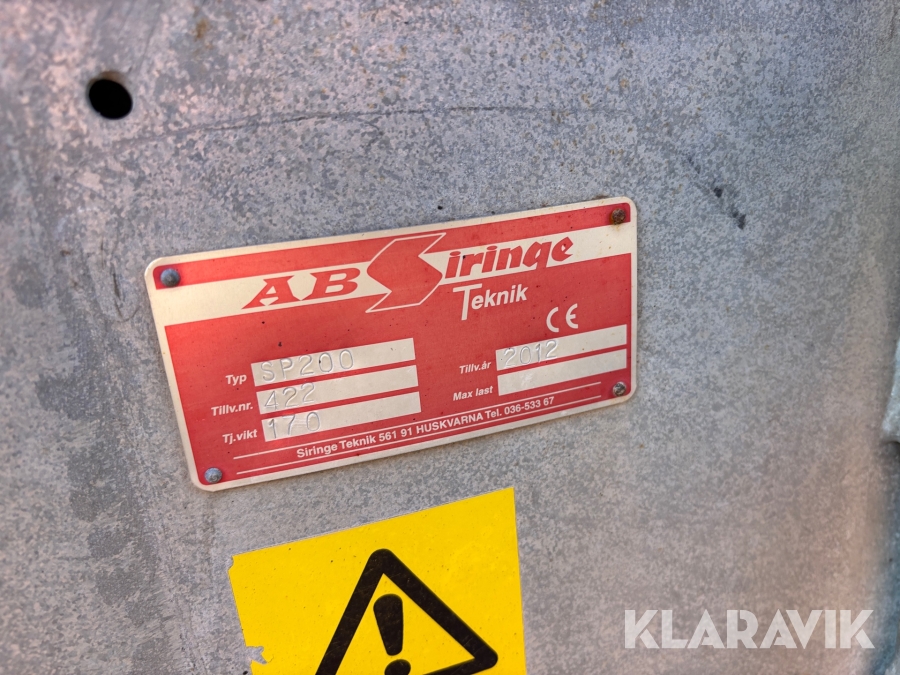 AB Siringe
Teknik
CE
Typ SP200
Tillv.nr. 422
Tj.vikt 170
Tillv.år 2012
Max last
Siringe Teknik 561 91 HUSKVARNA Tel. 036-533 67
!
KLARAVIK